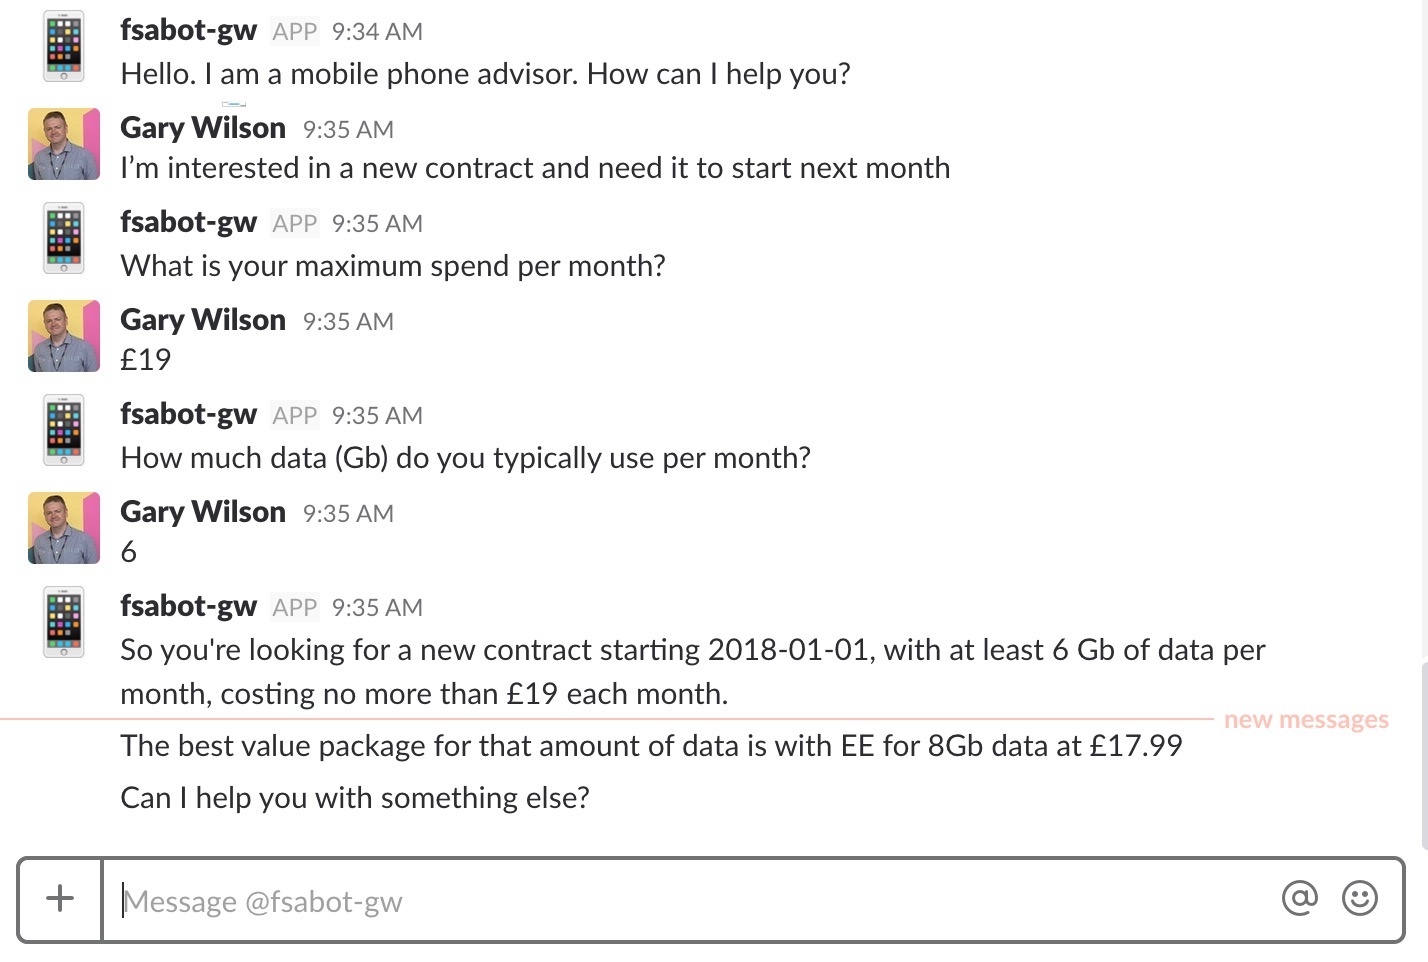 fsabot-gw APP 9:34 AM
Hello. I am a mobile phone advisor. How can I help you?
Gary Wilson 9:35 AM
I’m interested in a new contract and need it to start next month
fsabot-gw APP 9:35 AM
What is your maximum spend per month?
Gary Wilson 9:35 AM
£19
fsabot-gw APP 9:35 AM
How much data (Gb) do you typically use per month?
Gary Wilson 9:35 AM
6
fsabot-gw APP 9:35 AM
So you're looking for a new contract starting 2018-01-01, with at least 6 Gb of data per
month, costing no more than £19 each month.
new messages
The best value package for that amount of data is with EE for 8Gb data at £17.99
Can I help you with something else?
Message @fsabot-gw